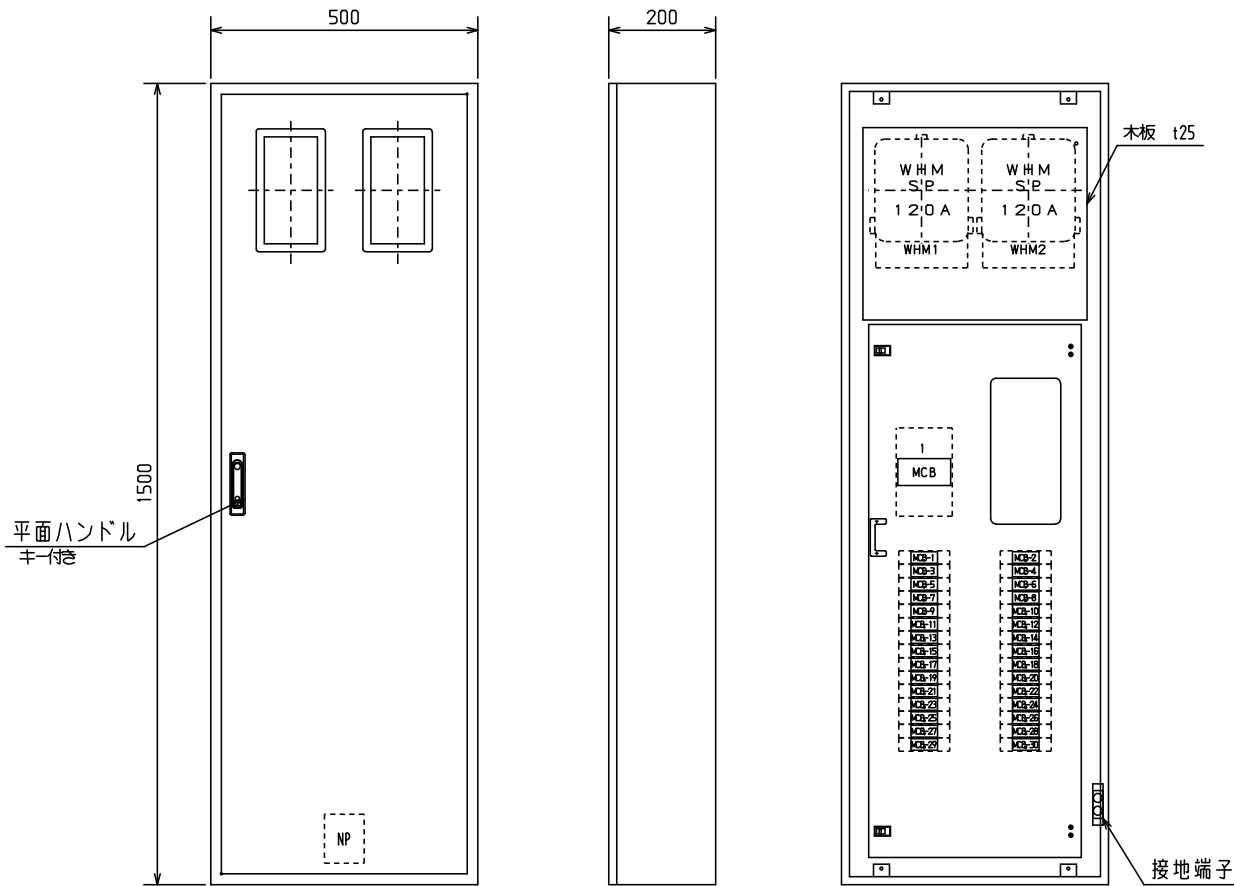 500
200
1500
平面ハンドル
キー付き
NP
木板 t25
WHM
SP
120A
WHM1
WHM
SP
120A
WHM2
1
MCB
MCB-1
MCB-2
MCB-3
MCB-4
MCB-5
MCB-6
MCB-7
MCB-8
MCB-9
MCB-10
MCB-11
MCB-12
MCB-13
MCB-14
MCB-15
MCB-16
MCB-17
MCB-18
MCB-19
MCB-20
MCB-21
MCB-22
MCB-23
MCB-24
MCB-25
MCB-26
MCB-27
MCB-28
MCB-29
MCB-30
接地端子